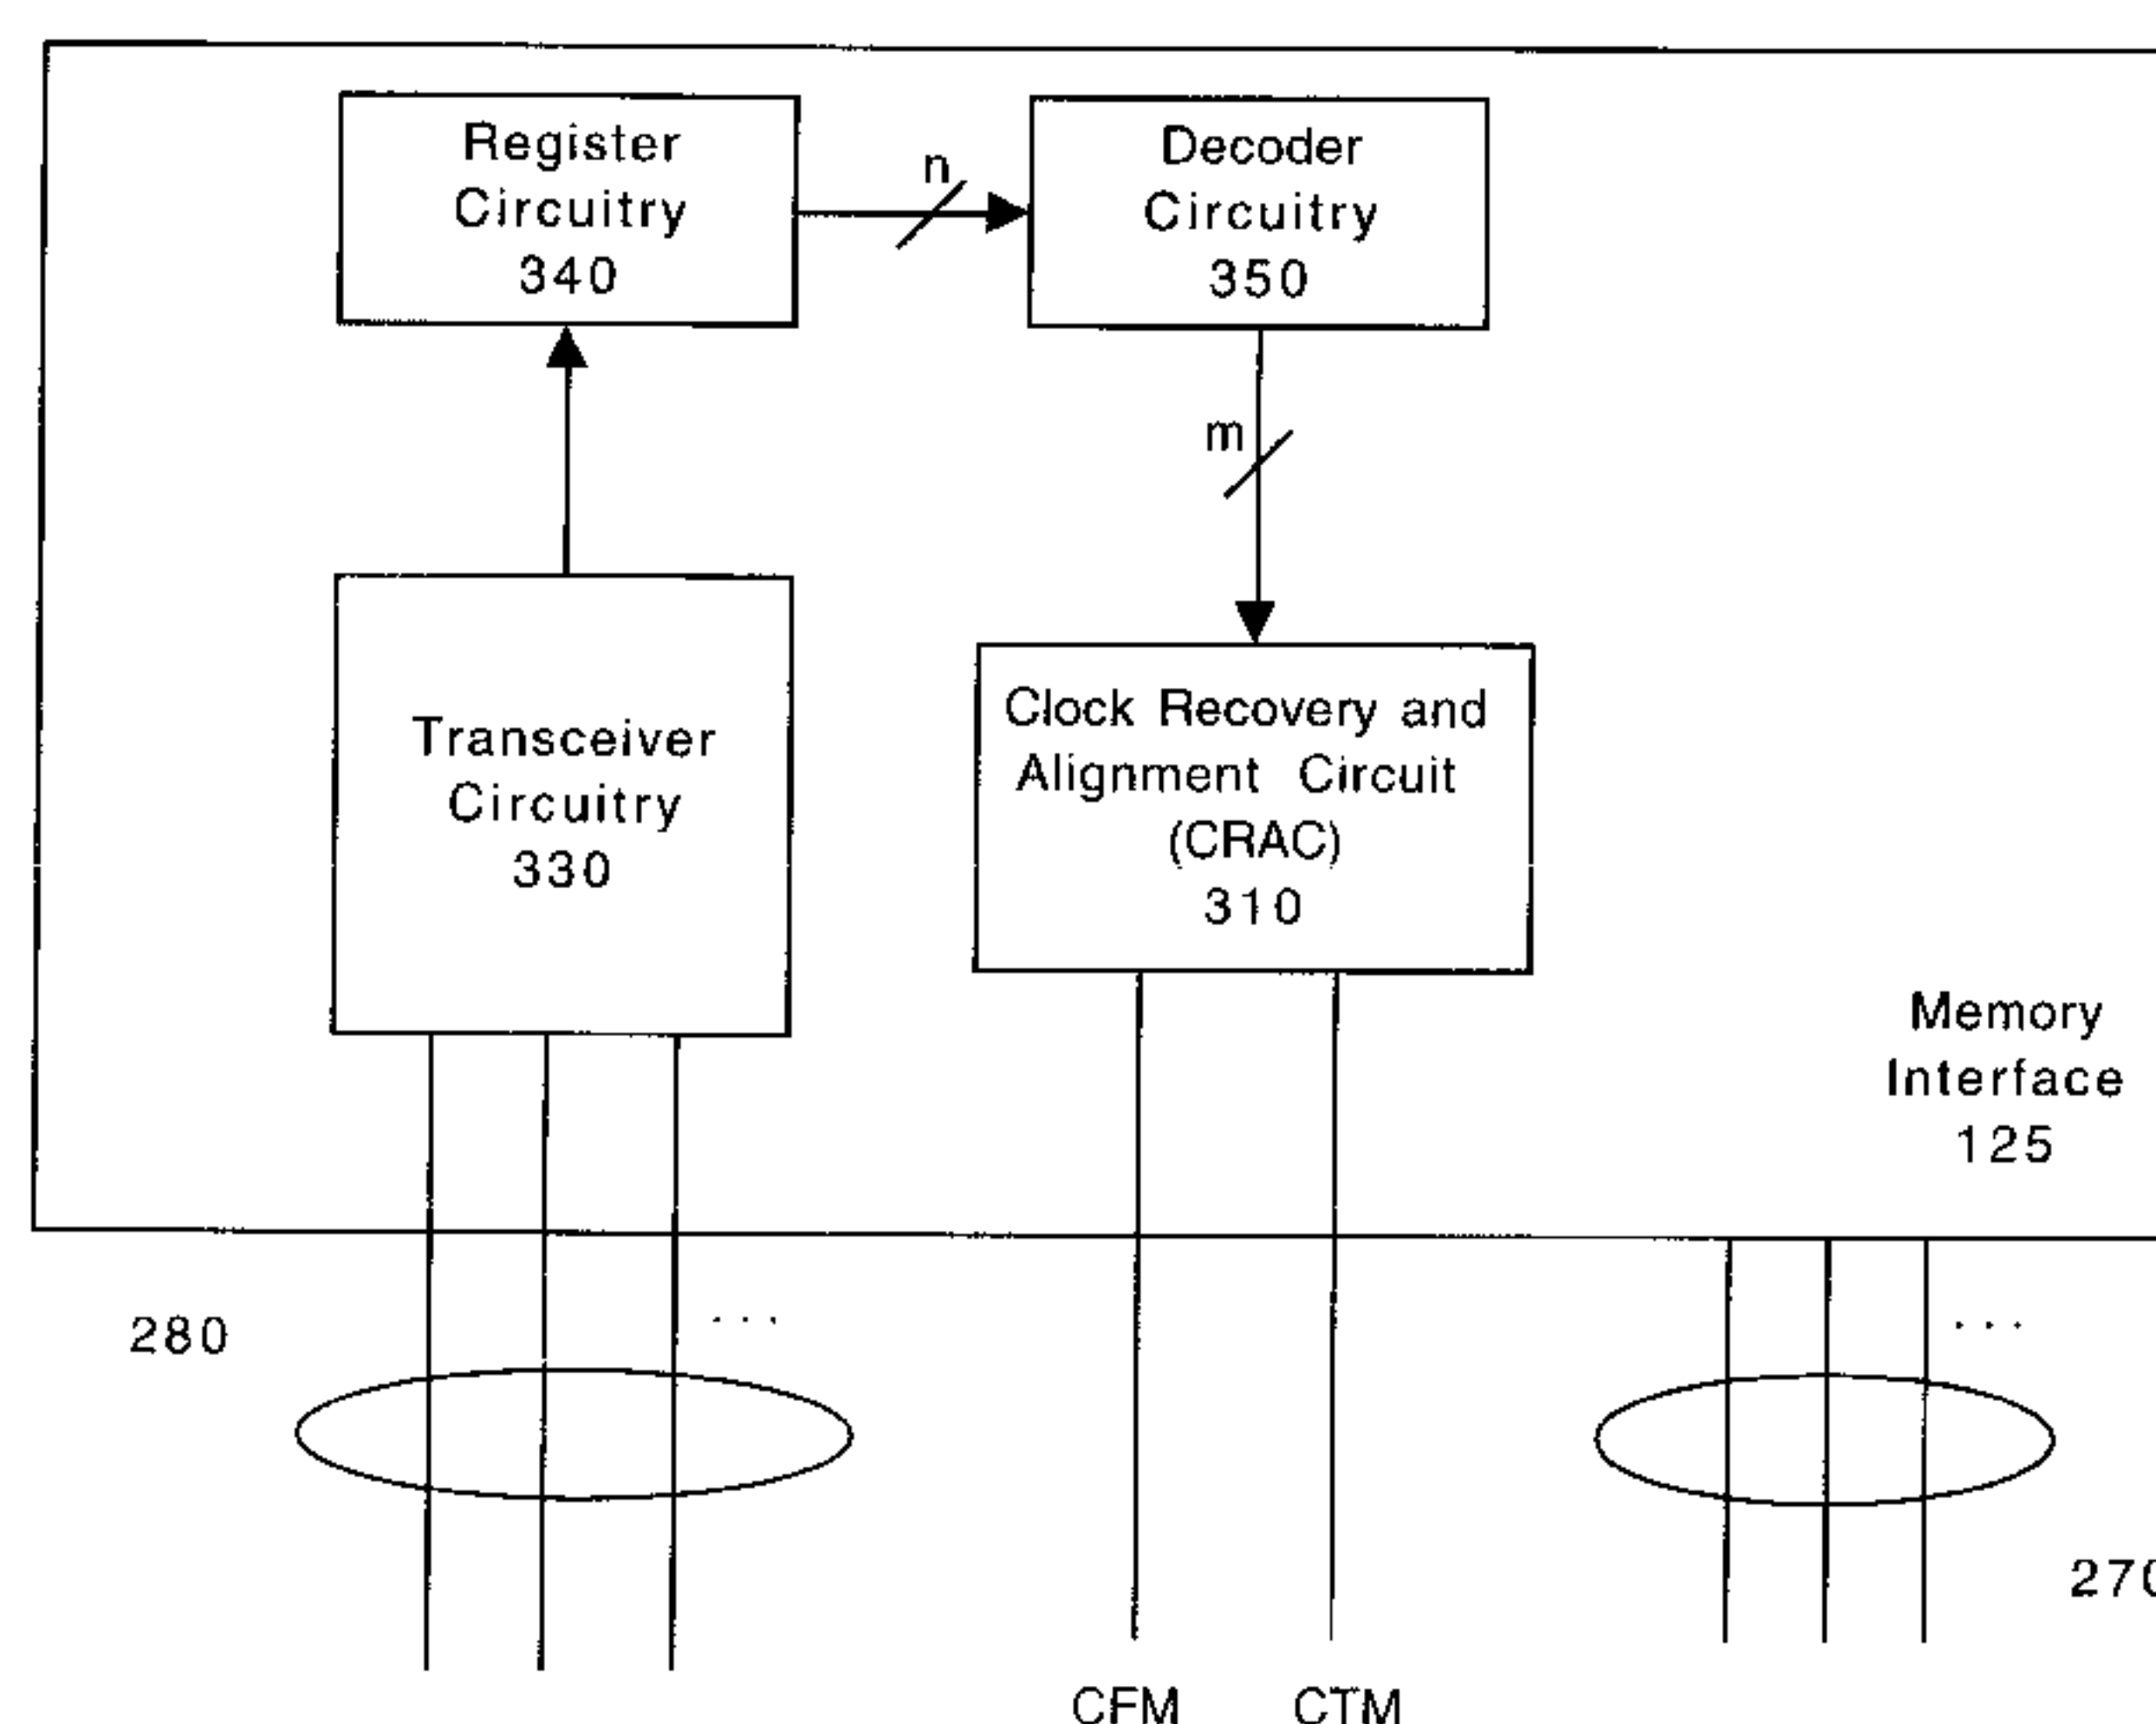 Register
Circuitry
340
n
Decoder
Circuitry
350
m
Transceiver
Circuitry
330
Clock Recovery and
Alignment Circuit
(CRAC)
310
Memory
Interface
125
280
...
...
270
CFM
CTM